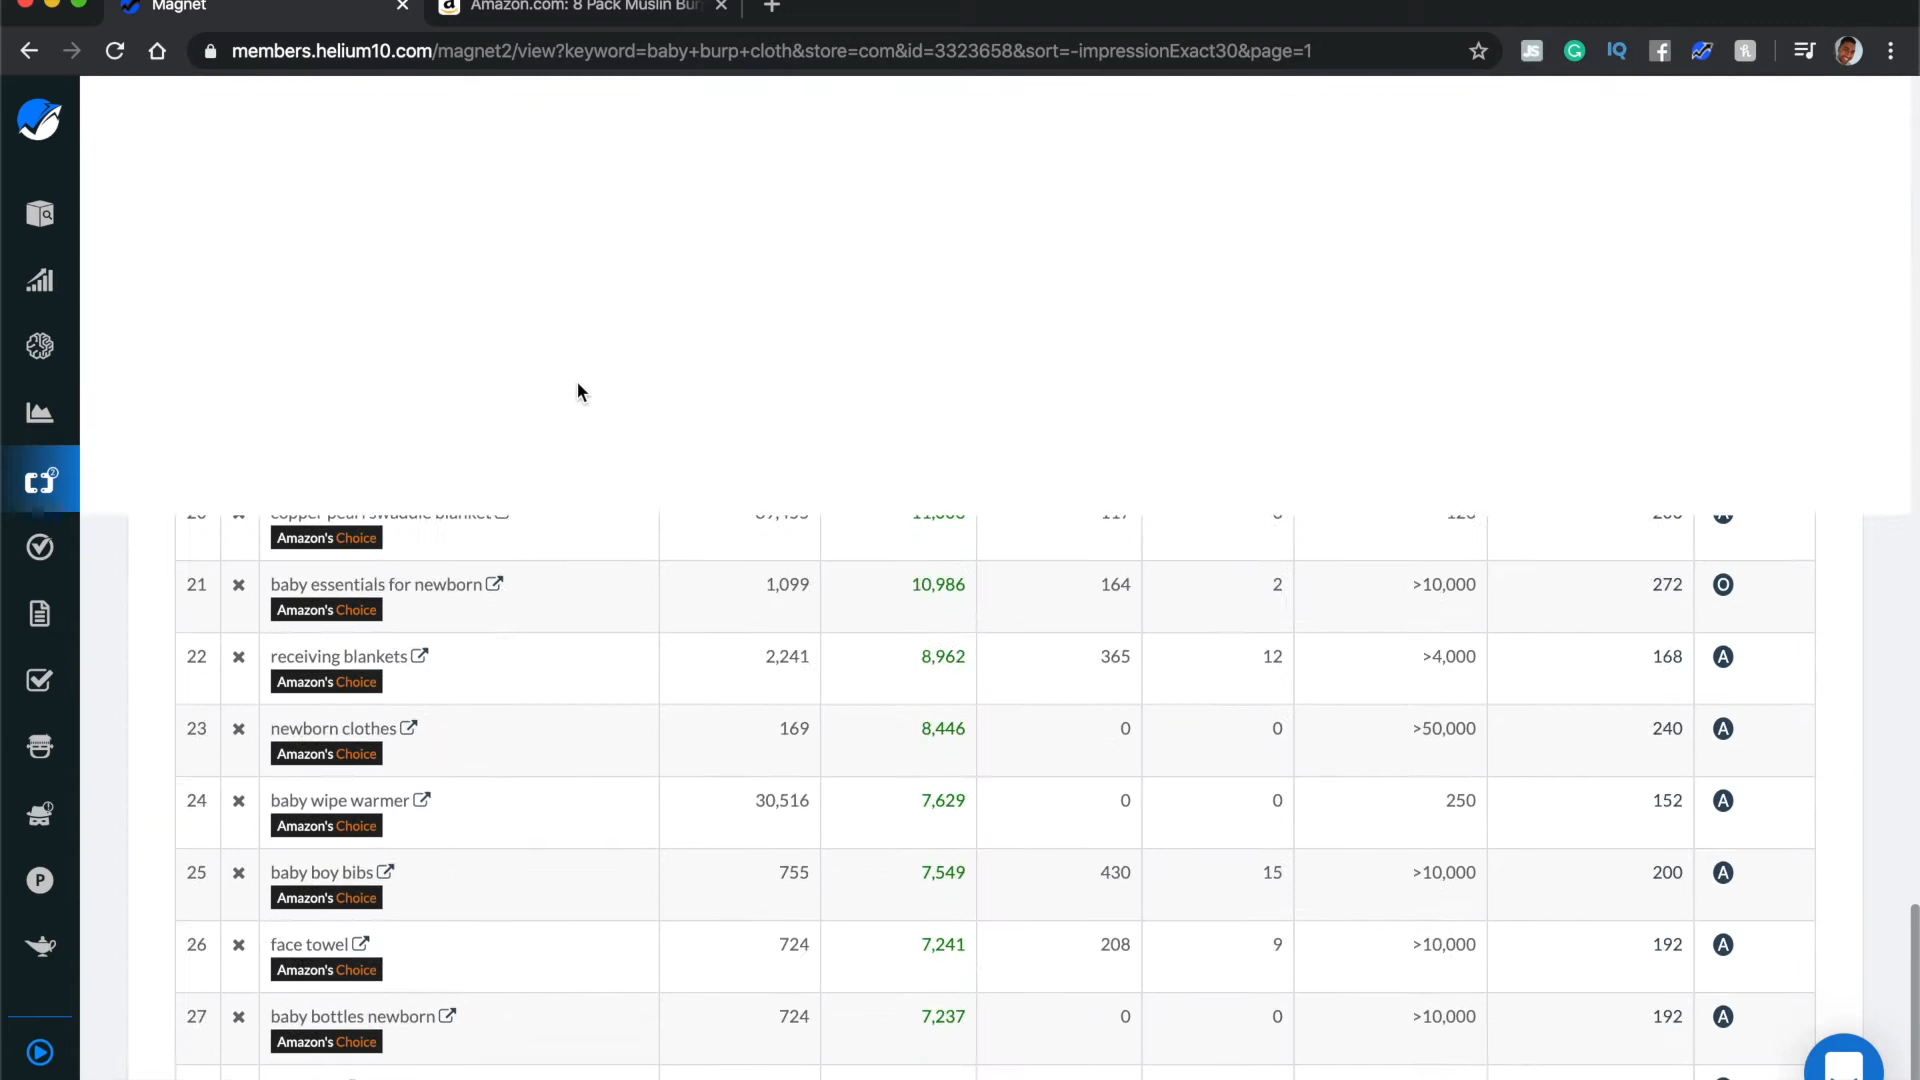 Magnet
Amazon.com: 8 Pack Muslin Bur
members.helium10.com/magnet2/view?keyword=baby+burp+cloth&store=com&id=3323658&sort=-impressionExact30&page=1
JS G IQ f h
2
Amazon's Choice
21 baby essentials for newborn 1,099 10,986 164 2 >10,000 272 O
Amazon's Choice
22 receiving blankets 2,241 8,962 365 12 >4,000 168 A
Amazon's Choice
23 newborn clothes 169 8,446 0 0 >50,000 240 A
Amazon's Choice
24 baby wipe warmer 30,516 7,629 0 0 250 152 A
Amazon's Choice
25 baby boy bibs 755 7,549 430 15 >10,000 200 A
Amazon's Choice
P
26 face towel 724 7,241 208 9 >10,000 192 A
Amazon's Choice
27 baby bottles newborn 724 7,237 0 0 >10,000 192 A
Amazon's Choice